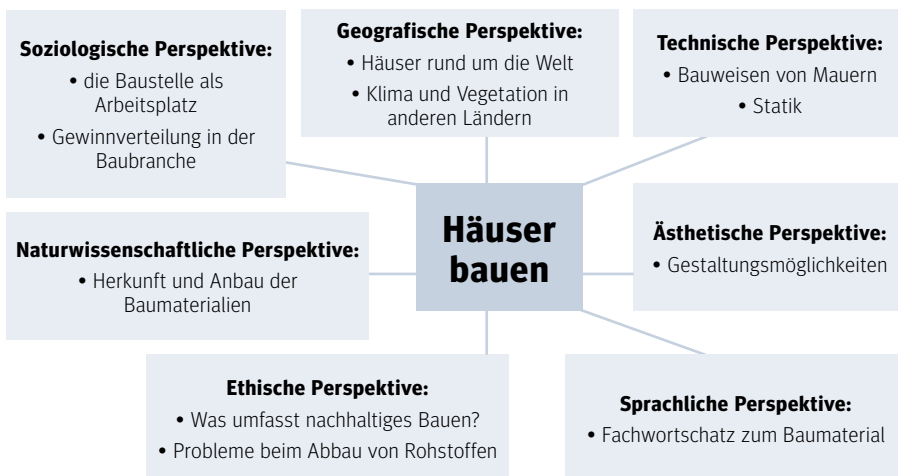 Soziologische Perspektive:
• die Baustelle als
Arbeitsplatz
• Gewinnverteilung in der
Baubranche
Geografische Perspektive:
• Häuser rund um die Welt
• Klima und Vegetation in
anderen Ländern
Technische Perspektive:
• Bauweisen von Mauern
• Statik
Naturwissenschaftliche Perspektive:
• Herkunft und Anbau der
Baumaterialien
Häuser
bauen
Ästhetische Perspektive:
• Gestaltungsmöglichkeiten
Ethische Perspektive:
• Was umfasst nachhaltiges Bauen?
• Probleme beim Abbau von Rohstoffen
Sprachliche Perspektive:
• Fachwortschatz zum Baumaterial